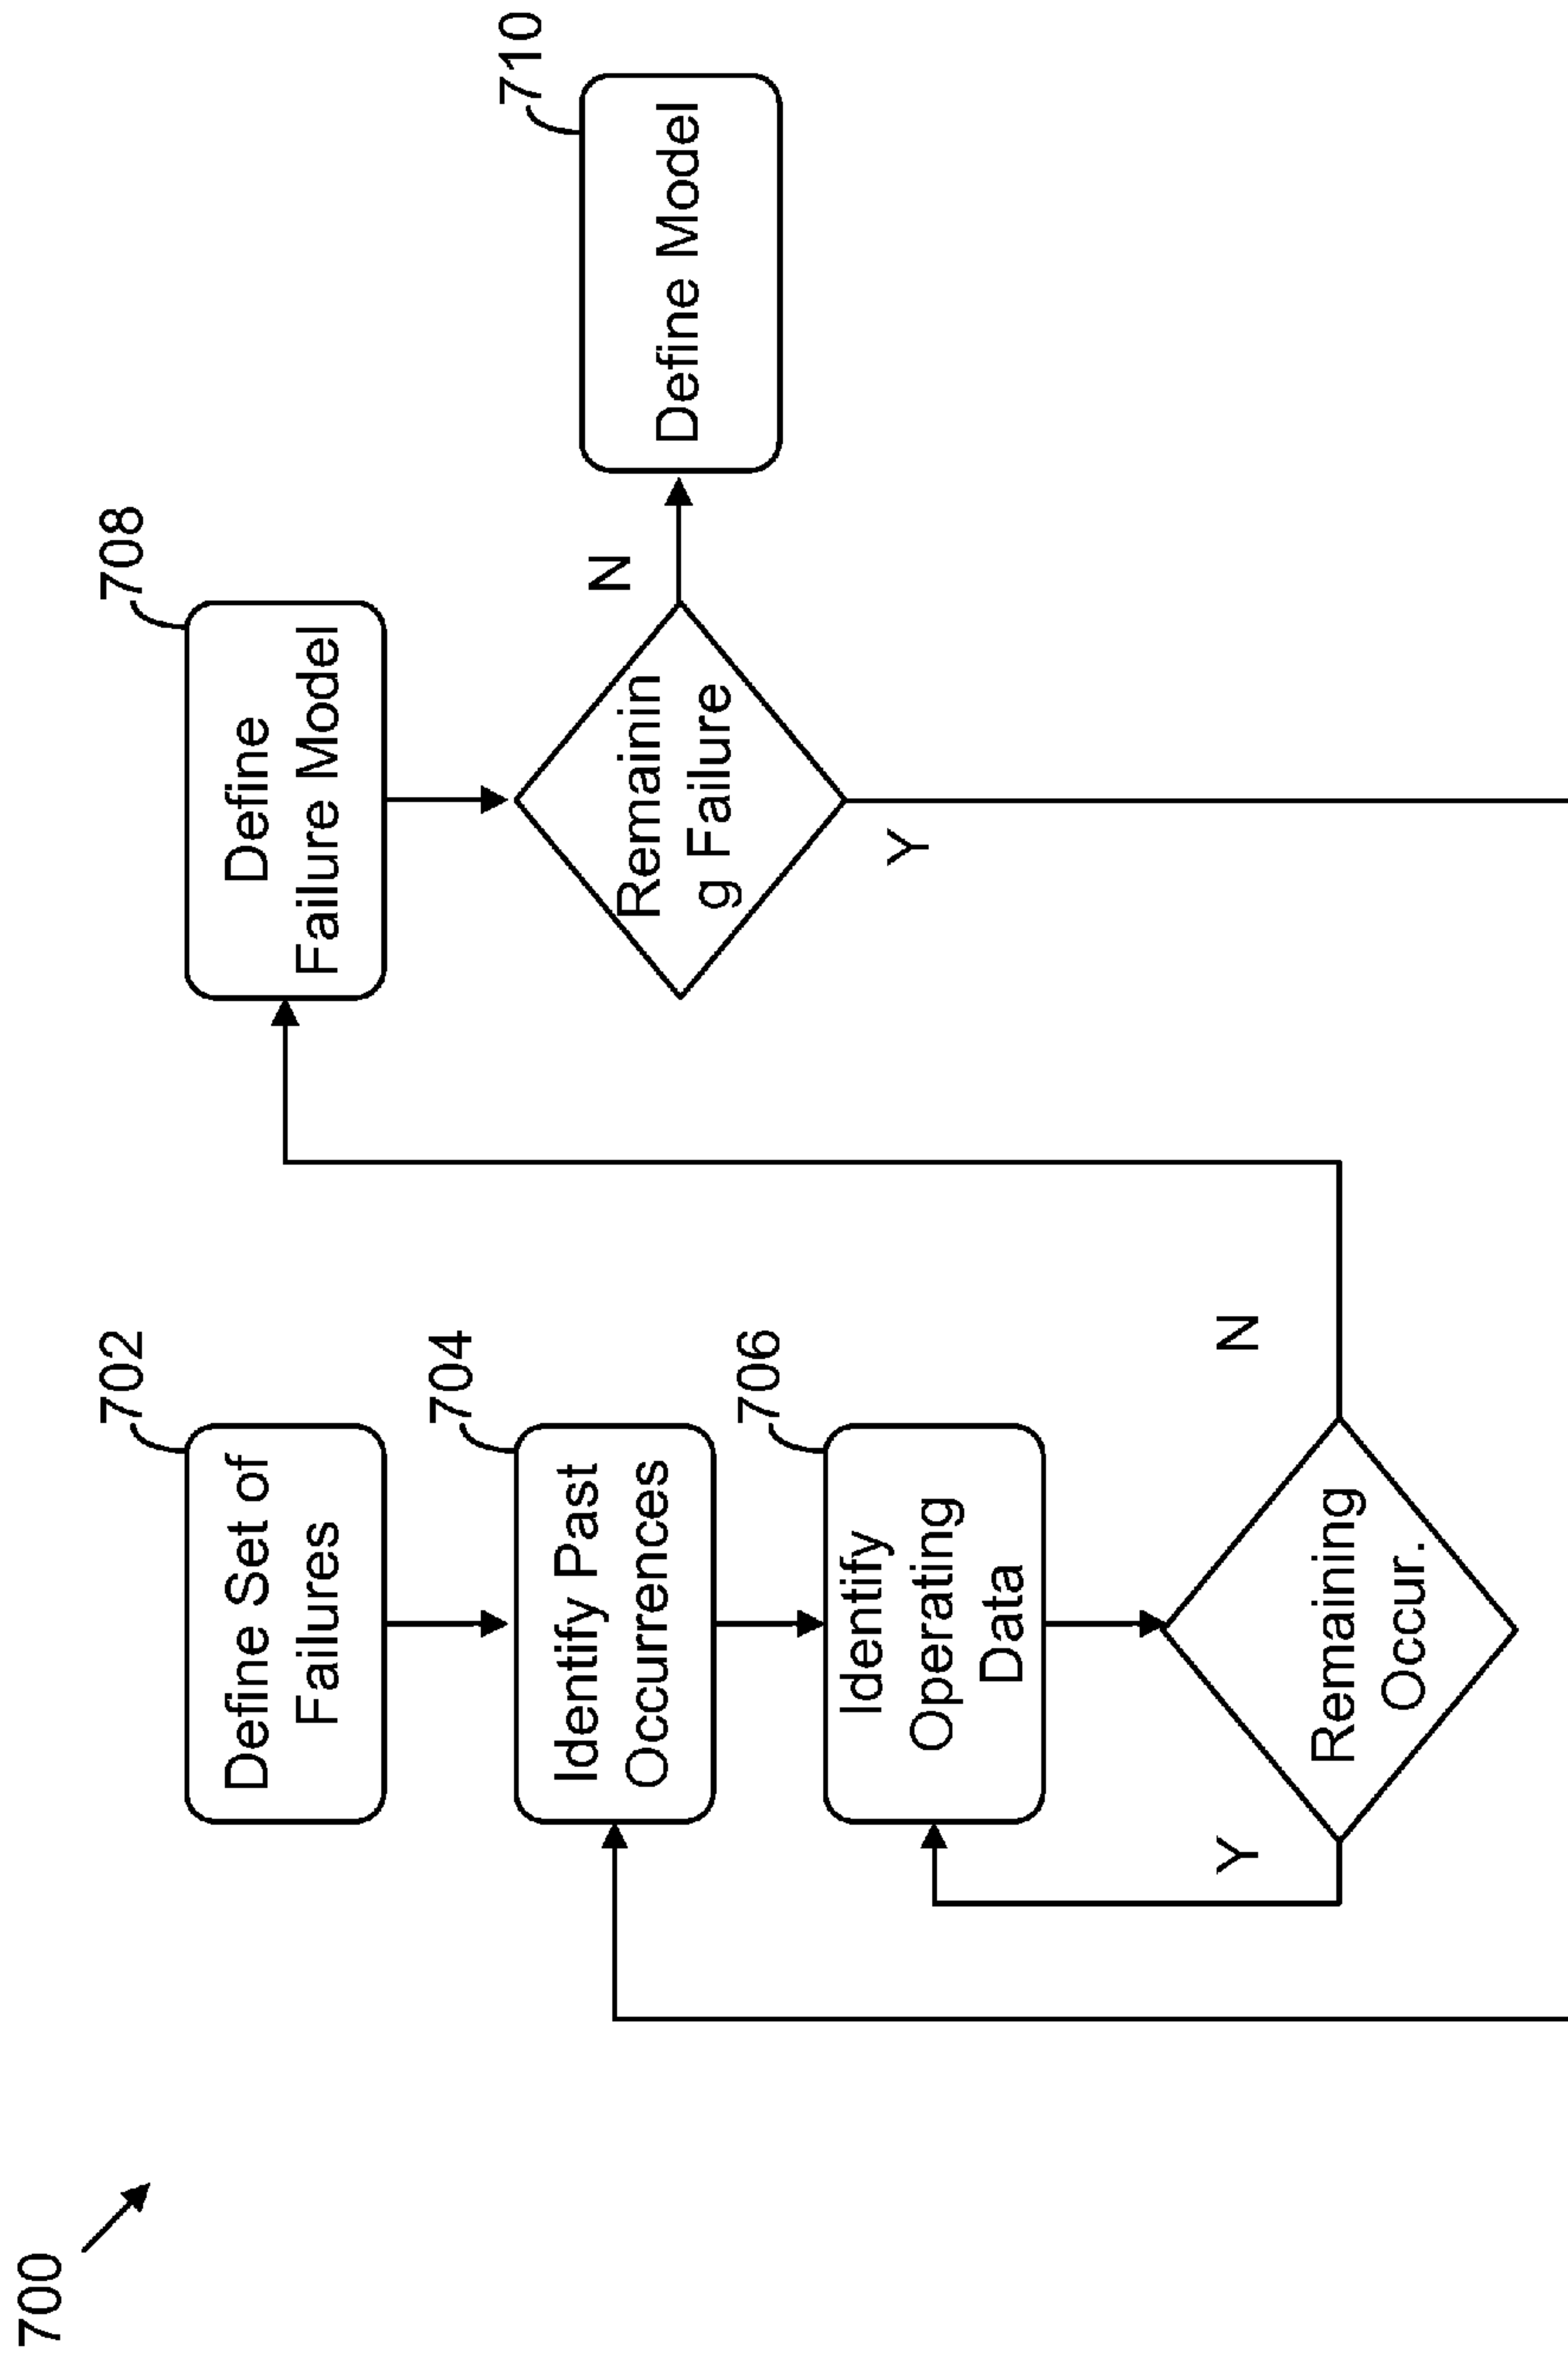 700
702
Define Set of
Failures
704
Identify Past
Occurrences
706
Identify
Operating
Data
Remaining
Occur.
Y
N
708
Define
Failure Model
Remainin
g Failure
N
Y
710
Define Model